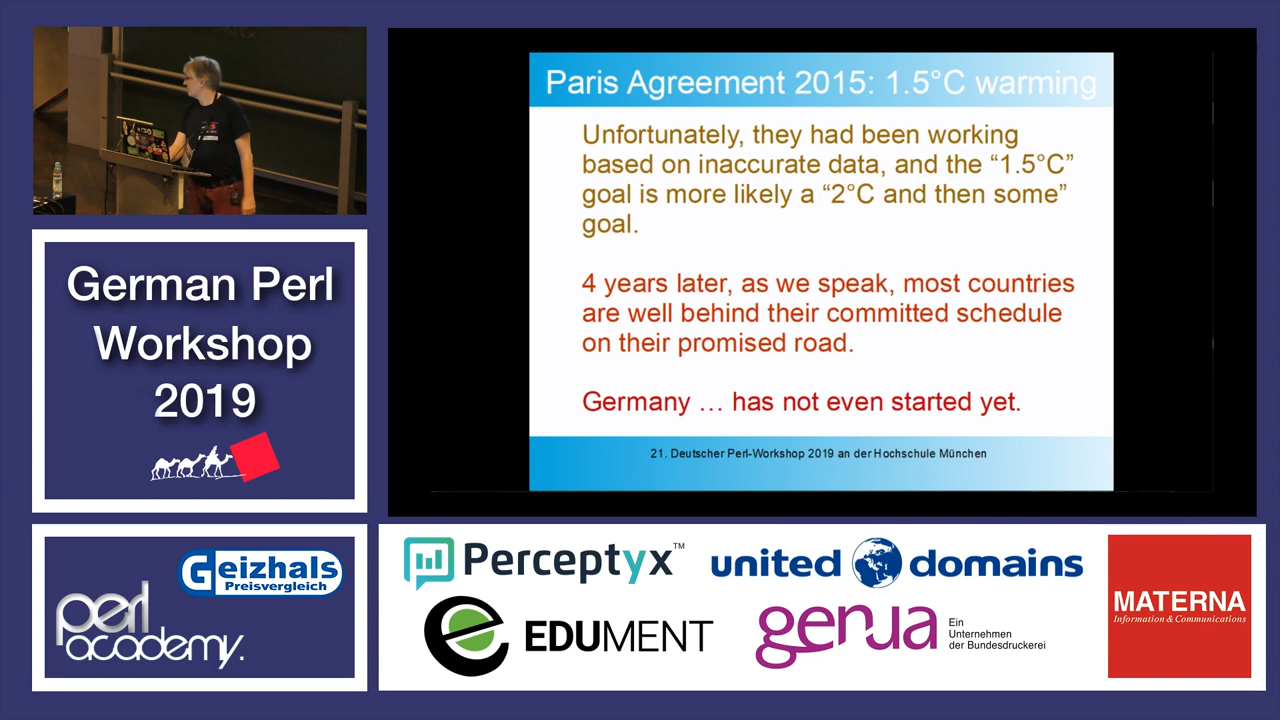 Paris Agreement 2015: 1.5°C warming
Unfortunately, they had been working
based on inaccurate data, and the “1.5°C”
goal is more likely a “2°C and then some”
goal.
4 years later, as we speak, most countries
are well behind their committed schedule
on their promised road.
Germany … has not even started yet.
21. Deutscher Perl-Workshop 2019 an der Hochschule München
German Perl
Workshop
2019
Geizhals
Preisvergleich
perl
academy.
Perceptyx™
united domains
EDUMENT
genua
Ein
Unternehmen
der Bundesdruckerei
MATERNA
Information & Communications